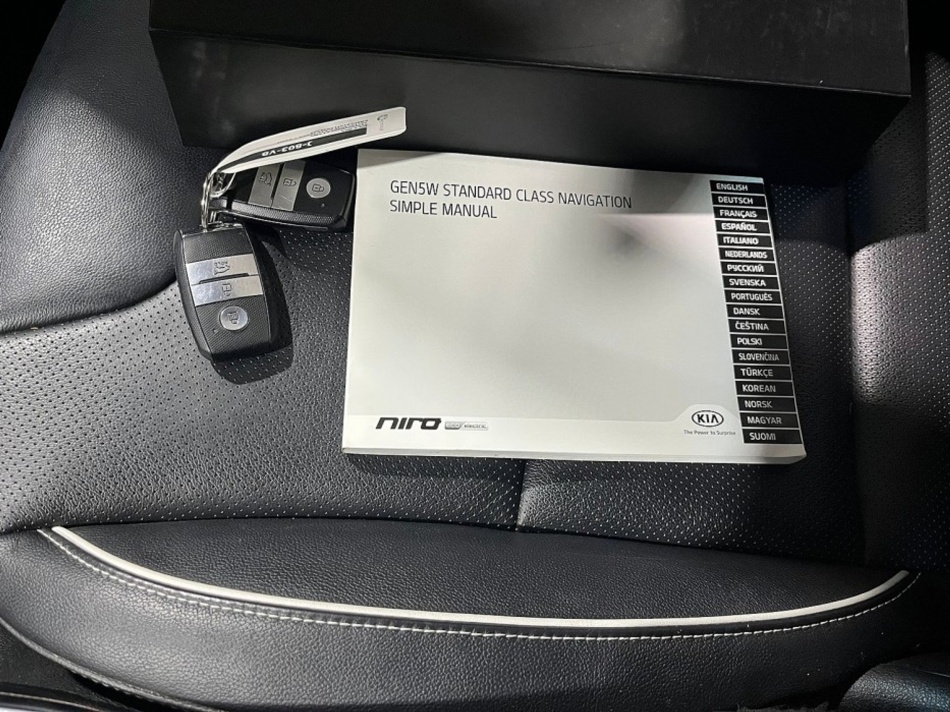 GEN5W STANDARD CLASS NAVIGATION
SIMPLE MANUAL
ENGLISH
DEUTSCH
FRANÇAIS
ESPAÑOL
ITALIANO
NEDERLANDS
РУССКИЙ
SVENSKA
PORTUGUÊS
DANSK
ČEŠTINA
POLSKI
SLOVENČINA
TÜRKÇE
KOREAN
NORSK
MAGYAR
SUOMI
niro
KIA
The Power to Surprise